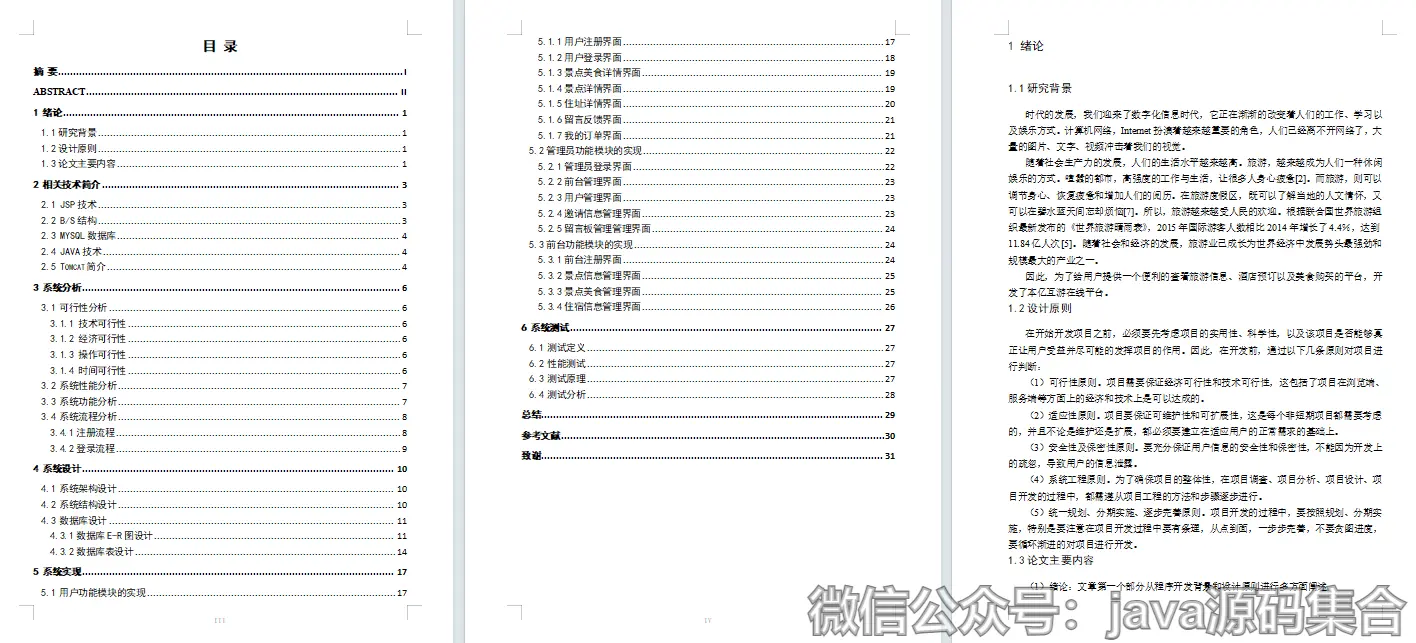 目 录
摘 要 I
ABSTRACT II
1 绪论 1
1.1 研究背景 1
1.2 设计原则 1
1.3 论文主要内容 1
2 相关技术简介 3
2.1 JSP 技术 3
2.2 B/S 结构 3
2.3 MYSQL 数据库 4
2.4 JAVA 技术 4
2.5 TOMCAT 简介 4
3 系统分析 6
3.1 可行性分析 6
3.1.1 技术可行性 6
3.1.2 经济可行性 6
3.1.3 操作可行性 6
3.1.4 时间可行性 6
3.2 系统性能分析 7
3.3 系统功能分析 7
3.4 系统流程分析 8
3.4.1 注册流程 8
3.4.2 登录流程 9
4 系统设计 10
4.1 系统架构设计 10
4.2 系统结构设计 10
4.3 数据库设计 11
4.3.1 数据库 E-R 图设计 11
4.3.2 数据库表设计 14
5 系统实现 17
5.1 用户功能模块的实现 17
III
5.1.1 用户注册界面 17
5.1.2 用户登录界面 18
5.1.3 景点美食详情界面 19
5.1.4 景点详情界面 19
5.1.5 住址详情界面 20
5.1.6 留言反馈界面 21
5.1.7 我的订单界面 21
5.2 管理员功能模块的实现 22
5.2.1 管理员登录界面 22
5.2.2 前台管理界面 23
5.2.3 用户管理界面 23
5.2.4 邀请信息管理界面 23
5.2.5 留言板管理管理界面 24
5.3 前台功能模块的实现 24
5.3.1 前台注册界面 24
5.3.2 景点信息管理界面 25
5.3.3 景点美食管理界面 25
5.3.4 住宿信息管理界面 26
6 系统测试 27
6.1 测试定义 27
6.2 性能测试 27
6.3 测试原理 27
6.4 测试分析 28
总结 29
参考文献 30
致谢 31
IV
1 绪论
1.1 研究背景
时代的发展，我们迎来了数字化信息时代，它正在渐渐的改变着人们的工作、学习以
及娱乐方式。计算机网络，Internet 扮演着越来越重要的角色，人们已经离不开网络了，大
量的图片、文字、视频冲击着我们的视觉。
随着社会生产力的发展，人们的生活水平越来越高。旅游，越来越成为人们一种休闲
娱乐的方式。喧嚣的都市，高强度的工作与生活，让很多人身心疲惫[2]。而旅游，则可以
调节身心、恢复疲惫和增加人们的阅历。在旅游度假区，既可以了解当地的人文情怀，又
可以在碧水蓝天间忘却烦恼[7]。所以，旅游越来越受人民的欢迎。根据联合国世界旅游组
织最新发布的《世界旅游晴雨表》，2015 年国际游客人数相比 2014 年增长了 4.4%，达到
11.84 亿人次[5]。随着社会和经济的发展，旅游业已成长为世界经济中发展势头最强劲和
规模最大的产业之一。
因此，为了给用户提供一个便利的查看旅游信息、酒店预订以及美食购买的平台，开
发了本亿互游在线平台。
1.2 设计原则
在开始开发项目之前，必须要先考虑项目的实用性、科学性，以及该项目是否能够真
正让用户受益并尽可能的发挥项目的作用。因此，在开发前，通过以下几条原则对项目进
行判断：
（1）可行性原则。项目需要保证经济可行性和技术可行性，这包括了项目在浏览端、
服务端等方面上的经济和技术上是可以达成的。
（2）适应性原则。项目要保证可维护性和可扩展性，这是每个非短期项目都需要考虑
的，并且不论是维护还是扩展，都必须要建立在适应用户的正常需求的基础上。
（3）安全性及保密性原则。要充分保证用户信息的安全性和保密性，不能因为开发上
的疏忽，导致用户的信息泄露。
（4）系统工程原则。为了确保项目的整体性，在项目调查、项目分析、项目设计、项
目开发的过程中，都需遵从项目工程的方法和步骤逐步进行。
（5）统一规划、分期实施、逐步完善原则。项目开发的过程中，要按照规划、分期实
施，特别是要注意在项目开发过程中要有条理，从点到面，一步步完善，不要贪图进度，
要循环渐进的对项目进行开发。
1.3 论文主要内容
（1）绪论：文章第一个部分从程序开发背景和设计原则进行多方面阐述。
微信公众号：java源码集合